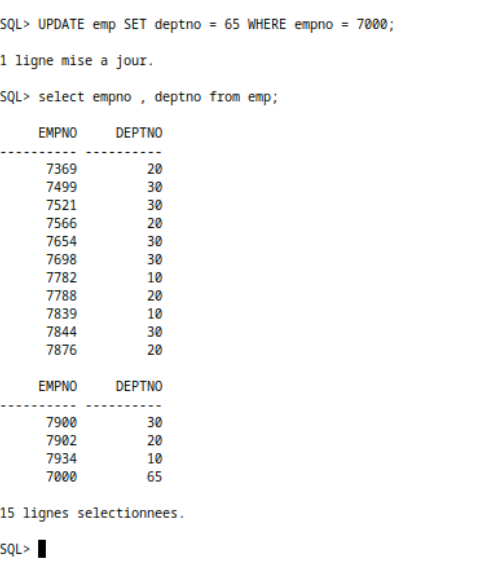 SQL> UPDATE emp SET deptno = 65 WHERE empno = 7000;
1 ligne mise a jour.
SQL> select empno , deptno from emp;
EMPNO DEPTNO
---------- ----------
7369 20
7499 30
7521 30
7566 20
7654 30
7698 30
7782 10
7788 20
7839 10
7844 30
7876 20
EMPNO DEPTNO
---------- ----------
7900 30
7902 20
7934 10
7000 65
15 lignes selectionnees.
SQL>